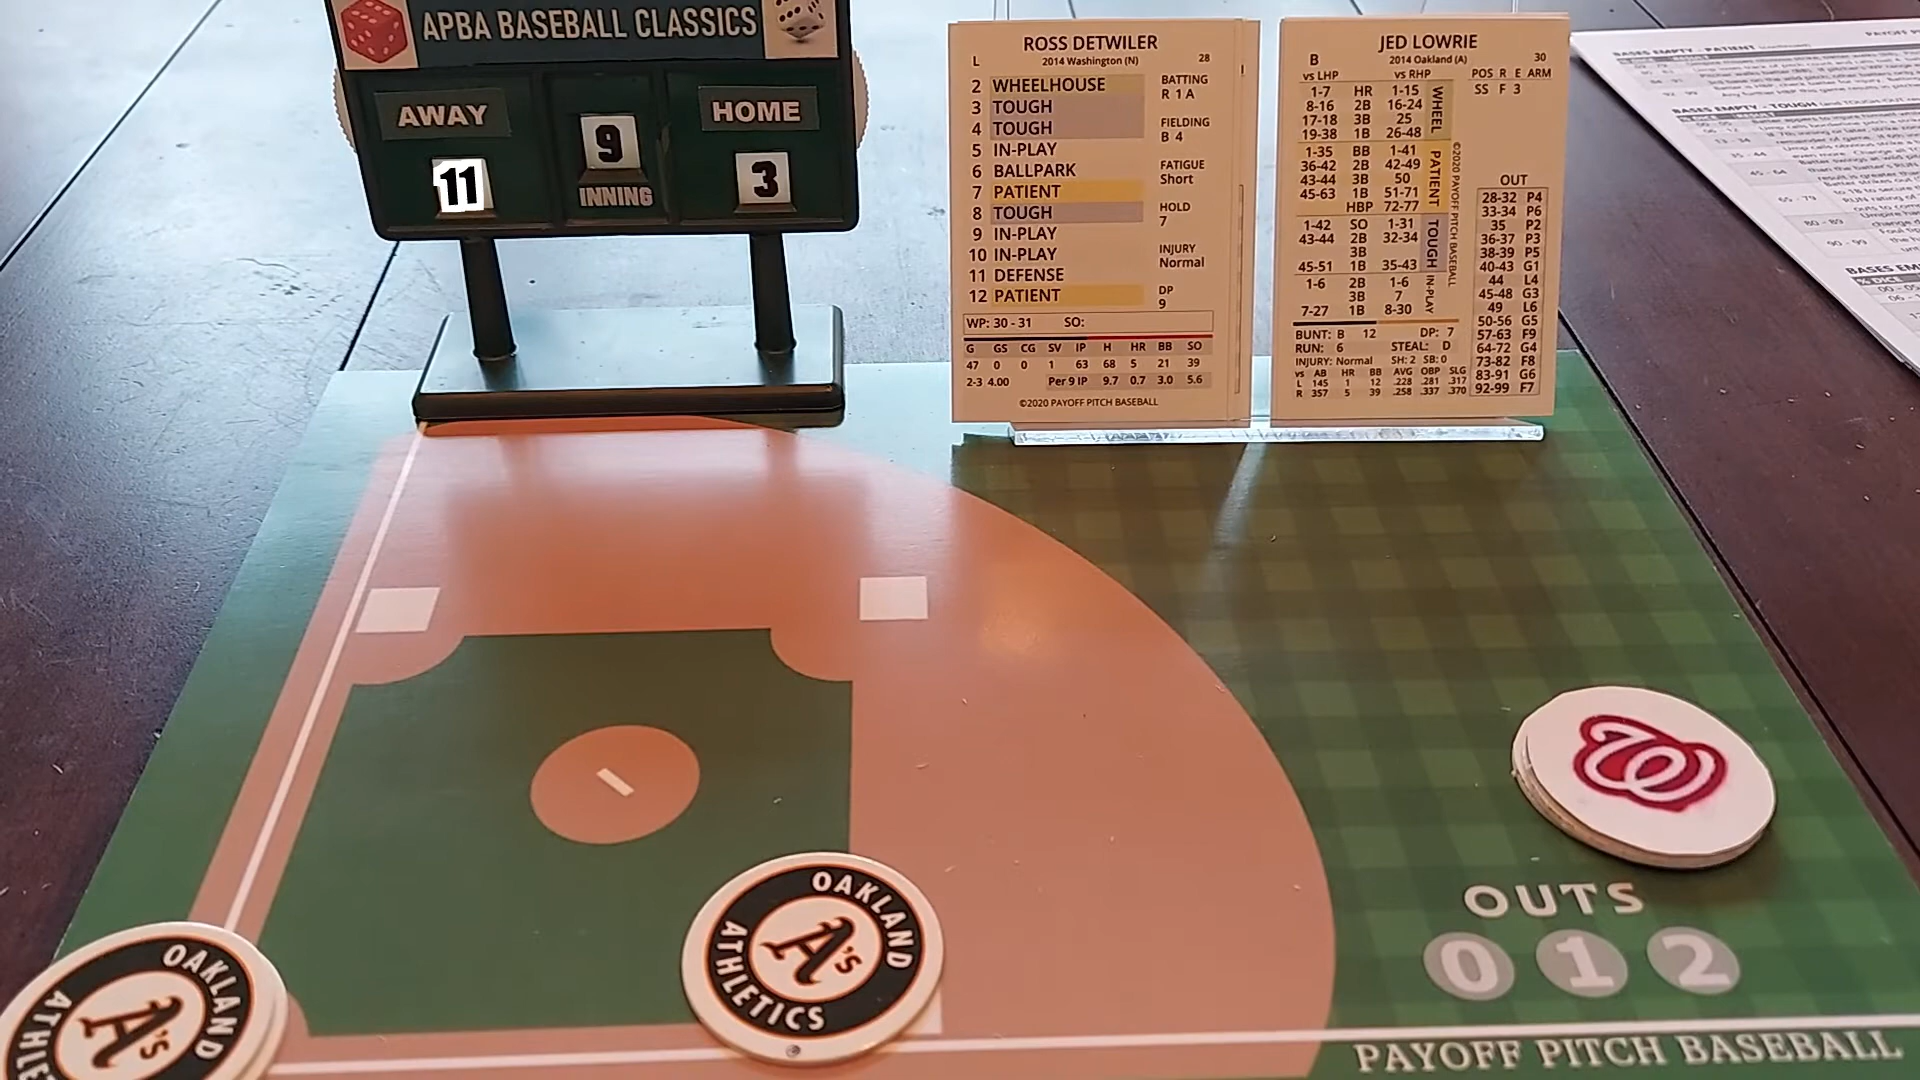 APBA BASEBALL CLASSICS
AWAY
HOME
9
11
INNING
3
ROSS DETWILER
L
2014 Washington (N)
28
2 WHEELHOUSE
3 TOUGH
4 TOUGH
5 IN-PLAY
6 BALLPARK
7 PATIENT
8 TOUGH
9 IN-PLAY
10 IN-PLAY
11 DEFENSE
12 PATIENT
BATTING
R 1 A
FIELDING
B 4
FATIGUE
Short
HOLD
7
INJURY
Normal
DP
9
WP: 30 - 31 SO:
G GS CG SV IP H HR BB SO
47 0 0 1 63 68 5 21 39
2-3 4.00 Per 9 IP 9.7 0.7 3.0 5.6
©2020 PAYOFF PITCH BASEBALL
JED LOWRIE
B
2014 Oakland (A)
30
vs LHP vs RHP
POS R E ARM
SS F 3
1-7 HR 1-15
8-16 2B 16-24
17-18 3B 25
19-38 1B 26-48
WHEEL
1-35 BB 1-41
36-42 2B 42-49
43-44 3B 50
45-63 1B 51-71
HBP 72-77
PATIENT
1-42 SO 1-31
43-44 2B 32-34
3B
45-51 1B 35-43
TOUGH
1-6 2B 1-6
3B 7
7-27 1B 8-30
IN-PLAY
©2020 PAYOFF PITCH BASEBALL
OUT
28-32 P4
33-34 P6
35 P2
36-37 P3
38-39 P5
40-43 G1
44 L4
45-48 G3
49 L6
50-56 G5
57-63 F9
64-72 G4
73-82 F8
83-91 G6
92-99 F7
BUNT: B 12 DP: 7
RUN: 6 STEAL: D
INJURY: Normal SH: 2 SB: 0
vs AB HR BB AVG OBP SLG
L 145 1 12 .228 .281 .317
R 357 5 39 .258 .337 .370
BASES EMPTY - PATIENT
BASES EMPTY - TOUGH
OAKLAND
ATHLETICS
A's
OAKLAND
A's
W
OUTS
0 1 2
PAYOFF PITCH BASEBALL